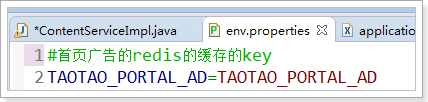 *ContentServiceImpl.java env.properties applicatio
1 #首页广告的redis的缓存的key
2 TAOTAO_PORTAL_AD=TAOTAO_PORTAL_AD